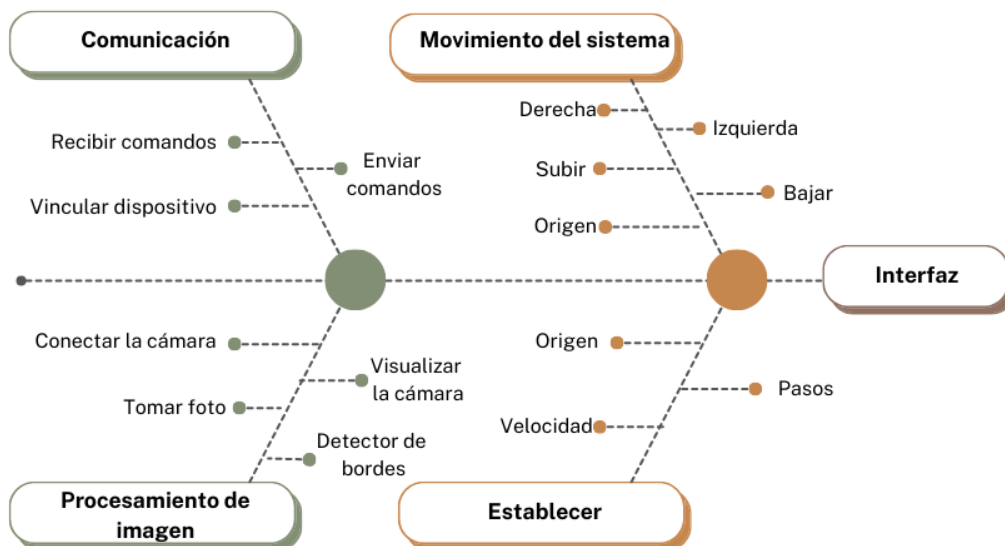 Comunicación
Movimiento del sistema
Derecha
Izquierda
Recibir comandos
Enviar
comandos
Subir
Bajar
Vincular dispositivo
Origen
Interfaz
Conectar la cámara
Visualizar
la cámara
Origen
Pasos
Tomar foto
Velocidad
Detector de
bordes
Procesamiento de
imagen
Establecer